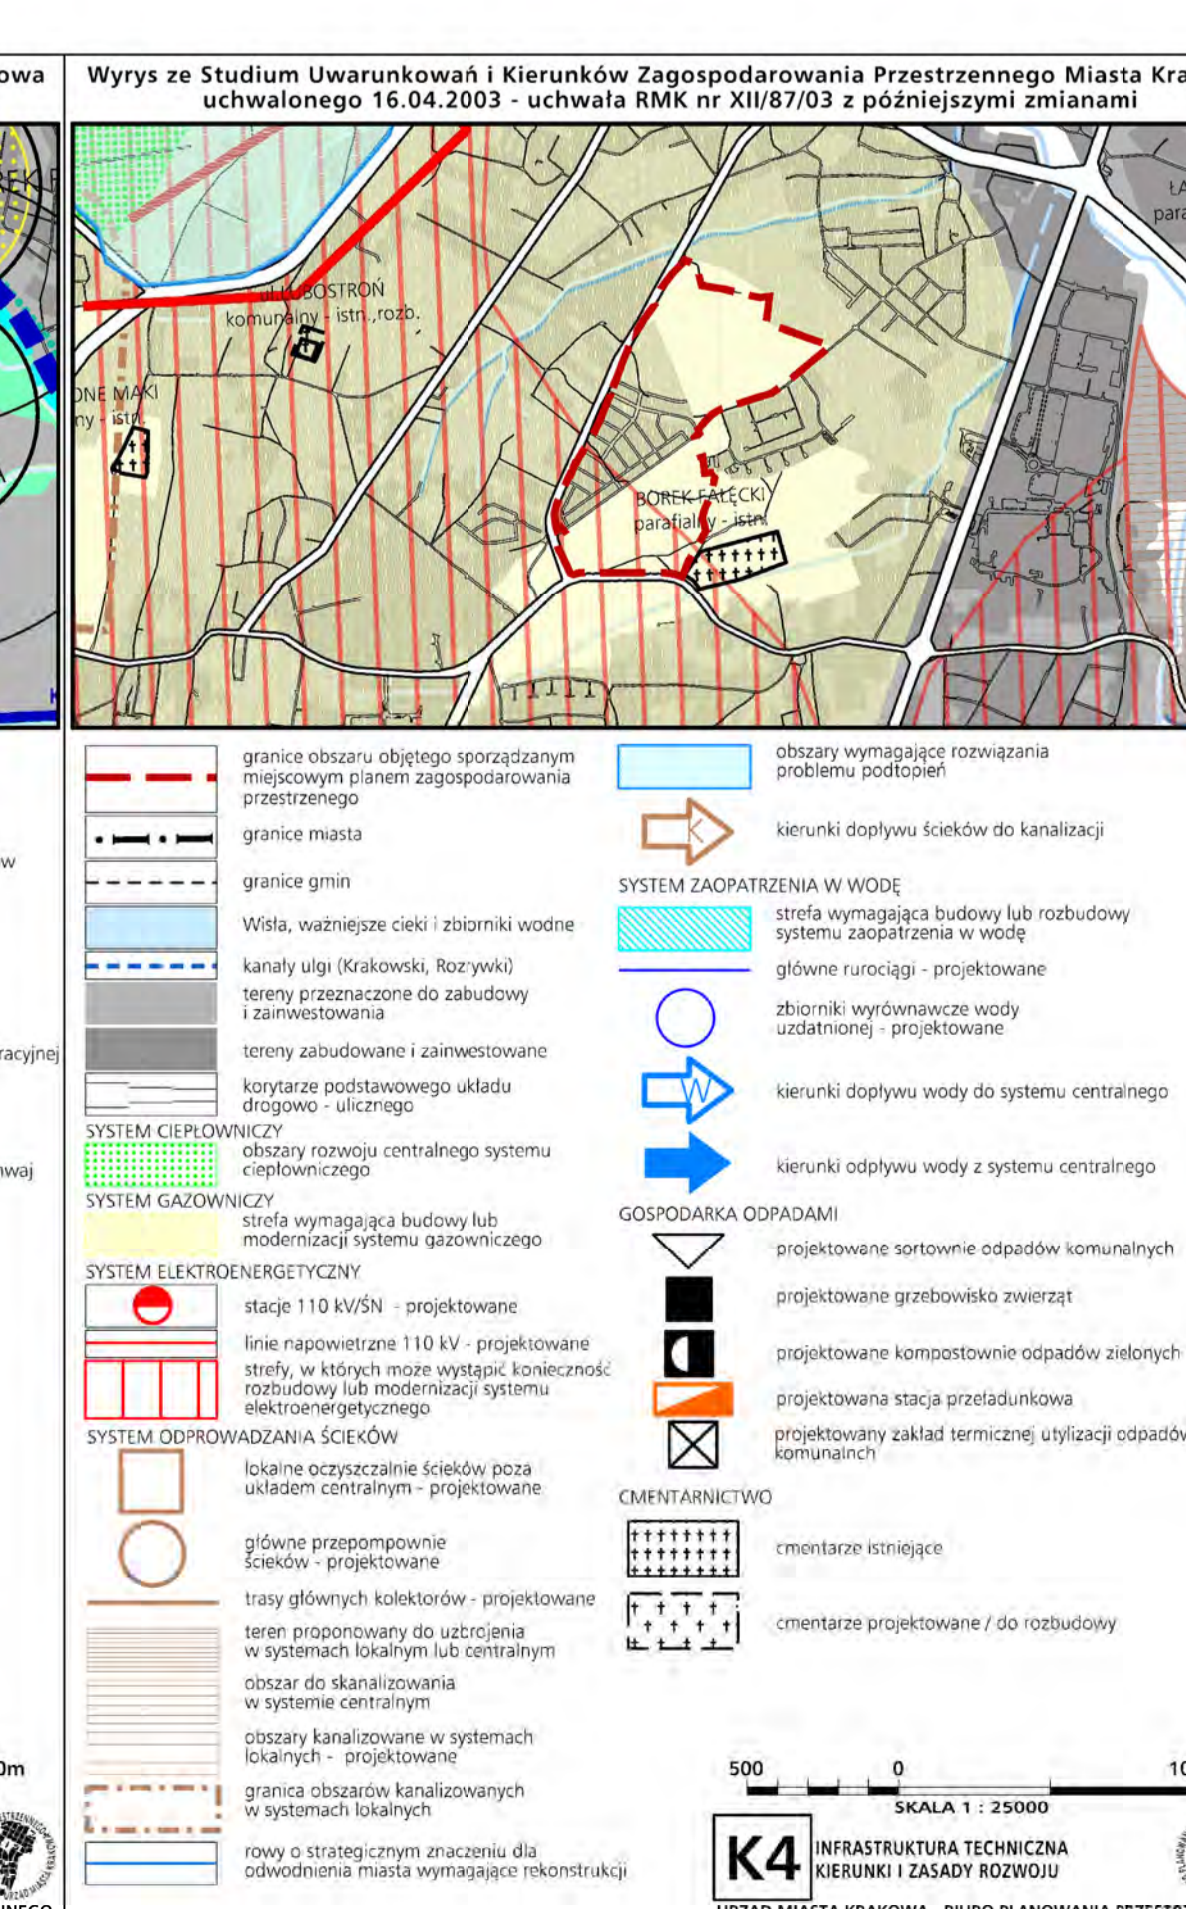 owa
Wyrys ze Studium Uwarunkowań i Kierunków Zagospodarowania Przestrzennego Miasta Kra
uchwalonego 16.04.2003 - uchwała RMK nr XII/87/03 z późniejszymi zmianami
ul.LUBOSTROŃ
komunalny - istn.,rozb.
ONE MAKI
ny - istn.
BOREK FAŁĘCKI
parafialny - istn.
ŁA
para
granice obszaru objętego sporządzanym
miejscowym planem zagospodarowania
przestrzenego
granice miasta
granice gmin
Wisła, ważniejsze cieki i zbiorniki wodne
kanały ulgi (Krakowski, Rozrywki)
tereny przeznaczone do zabudowy
i zainwestowania
tereny zabudowane i zainwestowane
korytarze podstawowego układu
drogowo - ulicznego
SYSTEM CIEPŁOWNICZY
obszary rozwoju centralnego systemu
ciepłowniczego
SYSTEM GAZOWNICZY
strefa wymagająca budowy lub
modernizacji systemu gazowniczego
SYSTEM ELEKTROENERGETYCZNY
stacje 110 kV/ŚN - projektowane
linie napowietrzne 110 kV - projektowane
strefy, w których może wystąpić konieczność
rozbudowy lub modernizacji systemu
elektroenergetycznego
SYSTEM ODPROWADZANIA ŚCIEKÓW
lokalne oczyszczalnie ścieków poza
układem centralnym - projektowane
główne przepompownie
ścieków - projektowane
trasy głównych kolektorów - projektowane
teren proponowany do uzbrojenia
w systemach lokalnym lub centralnym
obszar do skanalizowania
w systemie centralnym
obszary kanalizowane w systemach
lokalnych - projektowane
granica obszarów kanalizowanych
w systemach lokalnych
rowy o strategicznym znaczeniu dla
odwodnienia miasta wymagające rekonstrukcji
obszary wymagające rozwiązania
problemu podtopień
K
kierunki dopływu ścieków do kanalizacji
SYSTEM ZAOPATRZENIA W WODĘ
strefa wymagająca budowy lub rozbudowy
systemu zaopatrzenia w wodę
główne rurociągi - projektowane
zbiorniki wyrównawcze wody
uzdatnionej - projektowane
W
kierunki dopływu wody do systemu centralnego
kierunki odpływu wody z systemu centralnego
GOSPODARKA ODPADAMI
projektowane sortownie odpadów komunalnych
projektowane grzebowisko zwierząt
projektowane kompostownie odpadów zielonych
projektowana stacja przeładunkowa
projektowany zakład termicznej utylizacji odpadów
komunalnch
CMENTARNICTWO
cmentarze istniejące
cmentarze projektowane / do rozbudowy
w
racyjnej
mwaj
0m
500 0 10
SKALA 1 : 25000
K4
INFRASTRUKTURA TECHNICZNA
KIERUNKI I ZASADY ROZWOJU